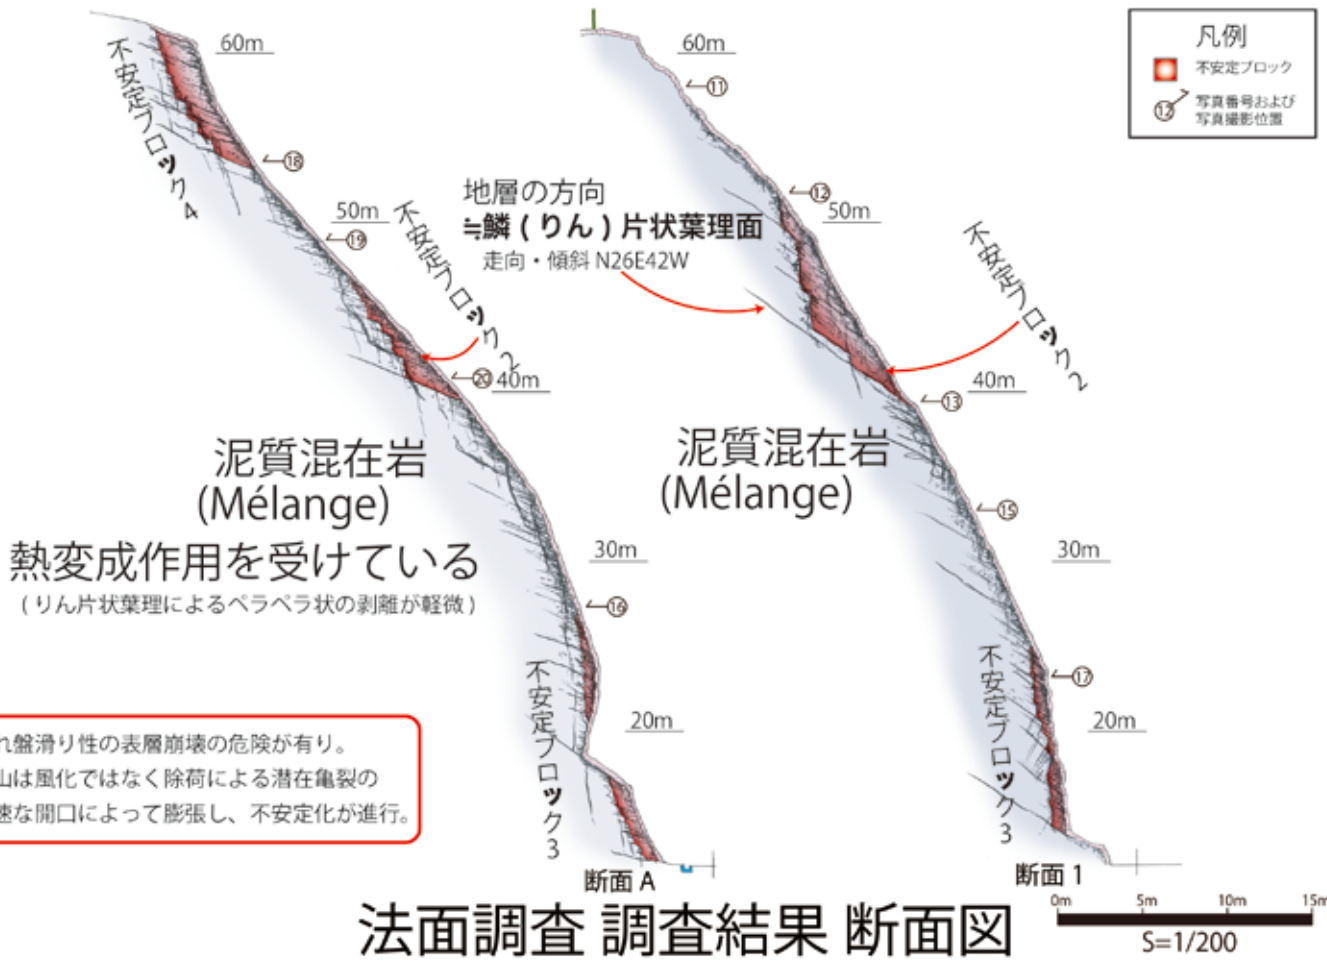 60m
不安定ブロック4
⑱
50m
⑲
不安定ブロック2
⑳
40m
泥質混在岩
(Mélange)
熱変成作用を受けている
(りん片状葉理によるペラペラ状の剥離が軽微)
30m
⑯
不安定ブロック3
20m
れ盤滑り性の表層崩壊の危険が有り。
山は風化ではなく除荷による潜在亀裂の
速な開口によって膨張し、不安定化が進行。
断面 A
60m
⑪
⑫
地層の方向
≒鱗(りん)片状葉理面
走向・傾斜 N26E42W
50m
不安定ブロック2
40m
⑬
泥質混在岩
(Mélange)
⑮
30m
不安定ブロック3
⑰
20m
断面 1
凡例
不安定ブロック
⑫
写真番号および
写真撮影位置
法面調査 調査結果 断面図
0m 5m 10m 15m
S=1/200